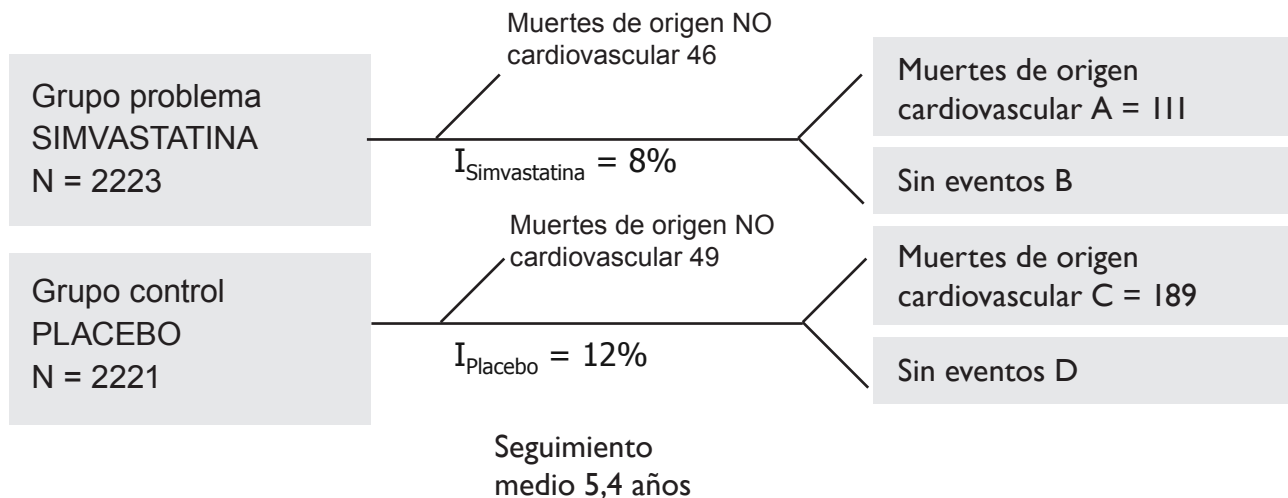 Muertes de origen NO
cardiovascular 46
Grupo problema
SIMVASTATINA
N = 2223
I Simvastatina = 8%
Muertes de origen
cardiovascular A = 111
Sin eventos B
Muertes de origen NO
cardiovascular 49
Grupo control
PLACEBO
N = 2221
I Placebo = 12%
Muertes de origen
cardiovascular C = 189
Sin eventos D
Seguimiento
medio 5,4 años